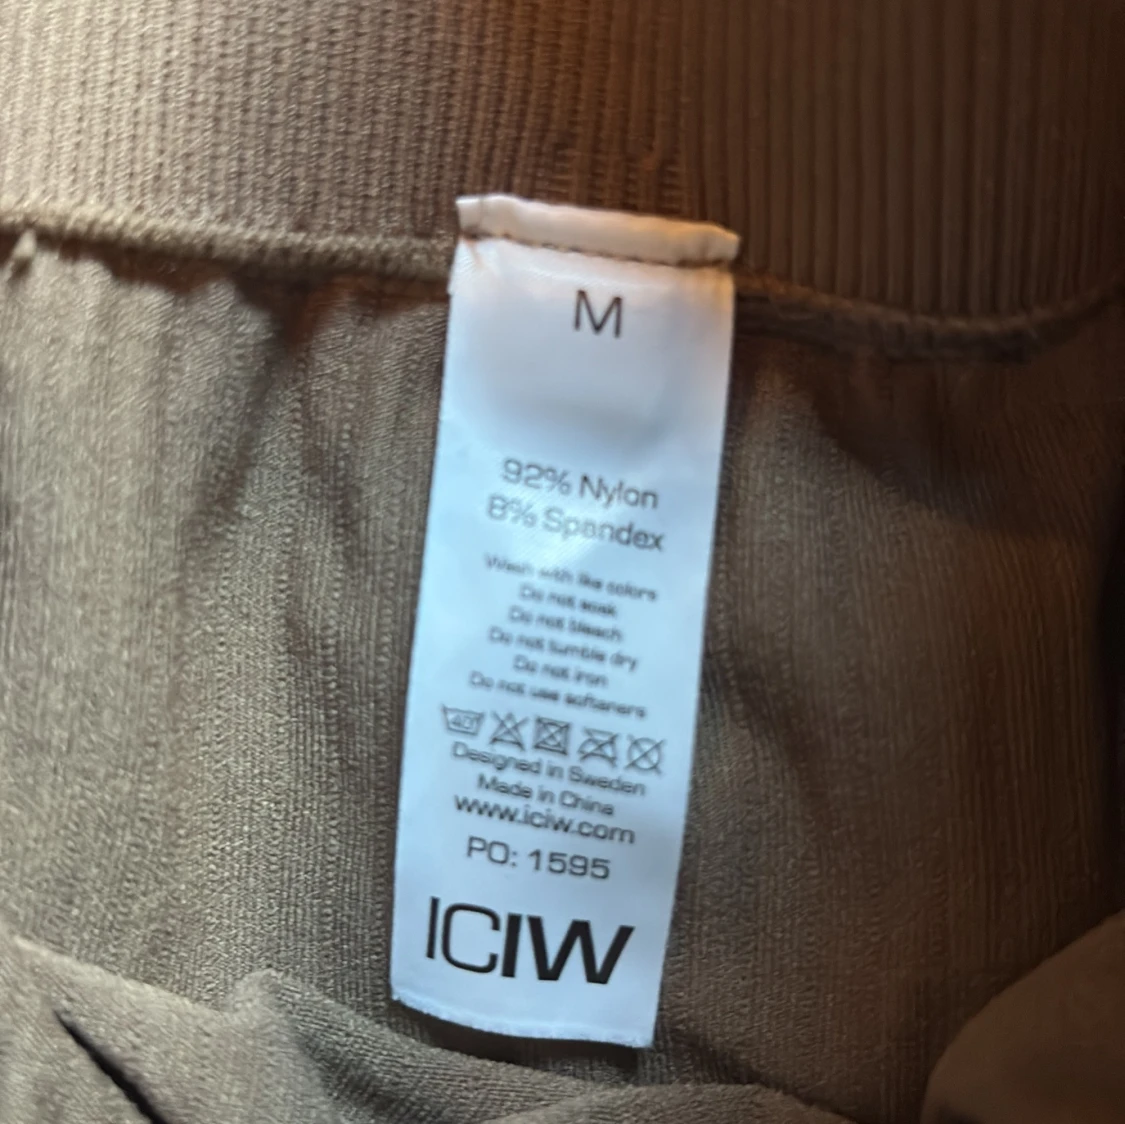 M
92% Nylon
8% Spandex
Wash with like colors
Do not soak
Do not bleach
Do not tumble dry
Do not iron
Do not use softeners
40°
Designed in Sweden
Made in China
www.iciw.com
PO: 1595
ICIW